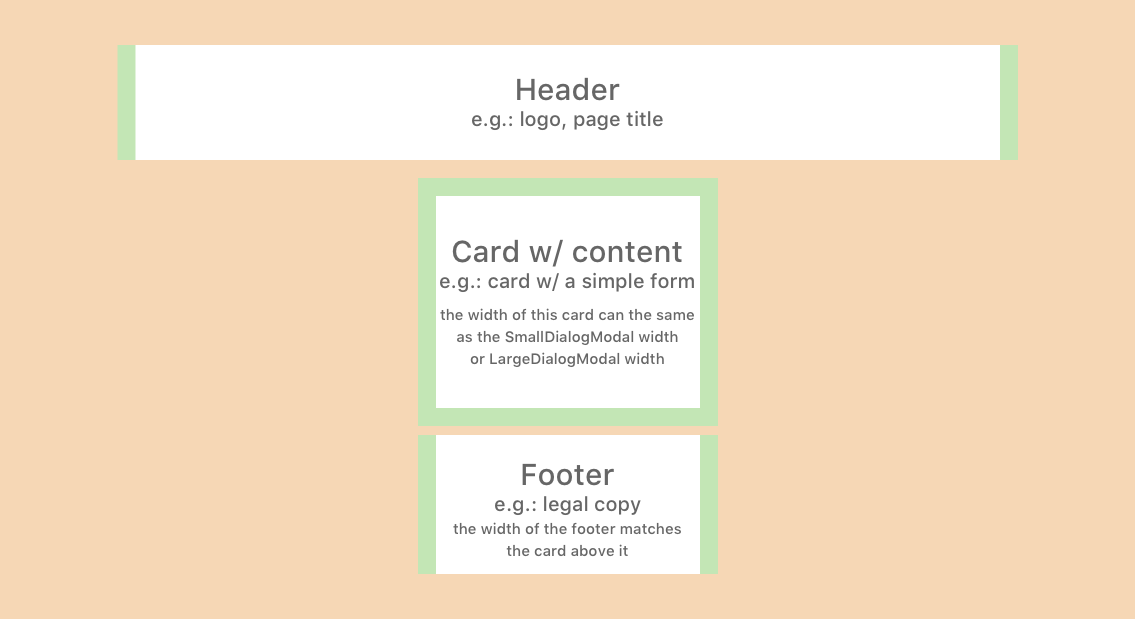 Header
e.g.: logo, page title
Card w/ content
e.g.: card w/ a simple form
the width of this card can the same
as the SmallDialogModal width
or LargeDialogModal width
Footer
e.g.: legal copy
the width of the footer matches
the card above it